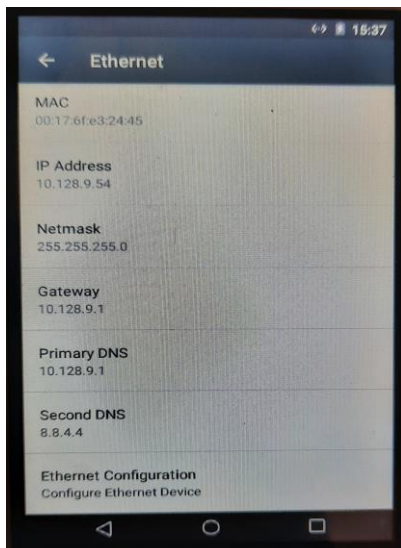 15:37
Ethernet
MAC
00:17:6f:e3:24:45
IP Address
10.128.9.54
Netmask
255.255.255.0
Gateway
10.128.9.1
Primary DNS
10.128.9.1
Second DNS
8.8.4.4
Ethernet Configuration
Configure Ethernet Device